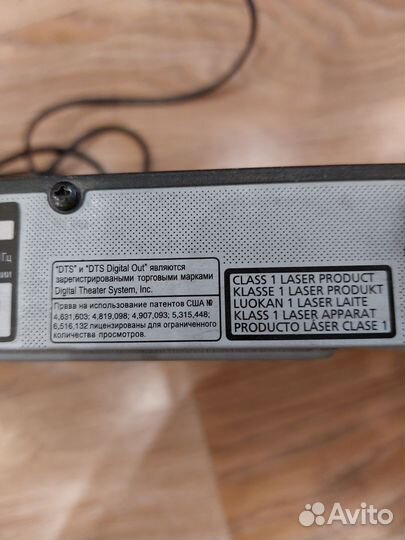 Гц
"DTS" и "DTS Digital Out" являются
зарегистрироваными торговыми марками
Digital Theater System, Inc.
Права на использование патентов США №
4,631,603; 4,819,098; 4,907,093; 5,315,448;
6,516,132 лицензированы для ограниченного
количества просмотров.
CLASS 1 LASER PRODUCT
KLASSE 1 LASER PRODUKT
LUOKAN 1 LASER LAITE
KLASS 1 LASER APPARAT
PRODUCTO LÁSER CLASE 1
Avito